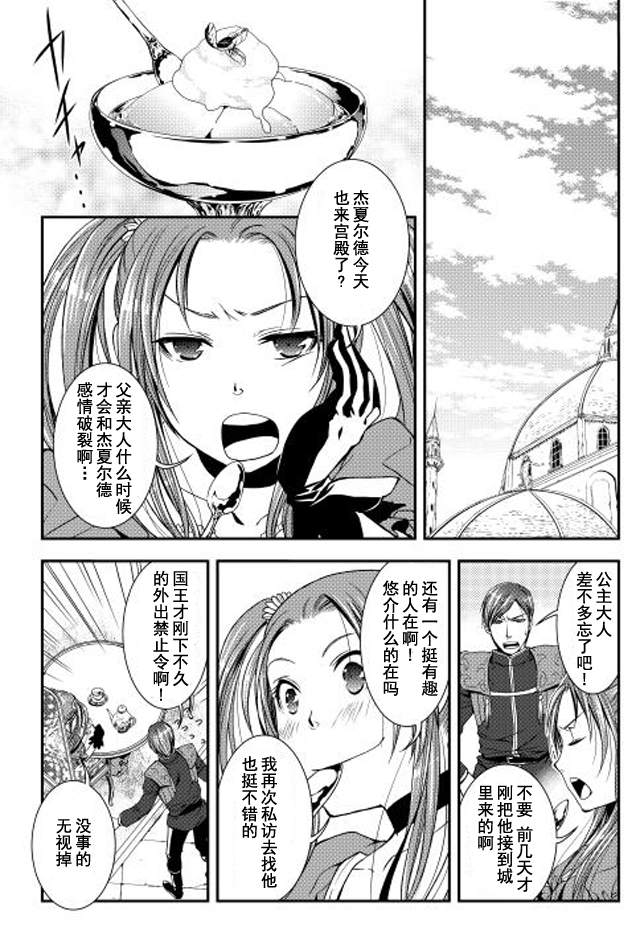 カチャ…
杰夏尔德今天
也来宫殿了?
父亲大人什么时候
才会和杰夏尔德
感情破裂啊…
公主大人
差不多忘了吧!
不要 前几天才
刚把他接到城
里来的啊
还有一个挺有趣
的人在啊!
悠介什么的在吗
我再次私访去找他
也挺不错的
国王才刚下不久
的外出禁止令啊!
没事的
无视掉